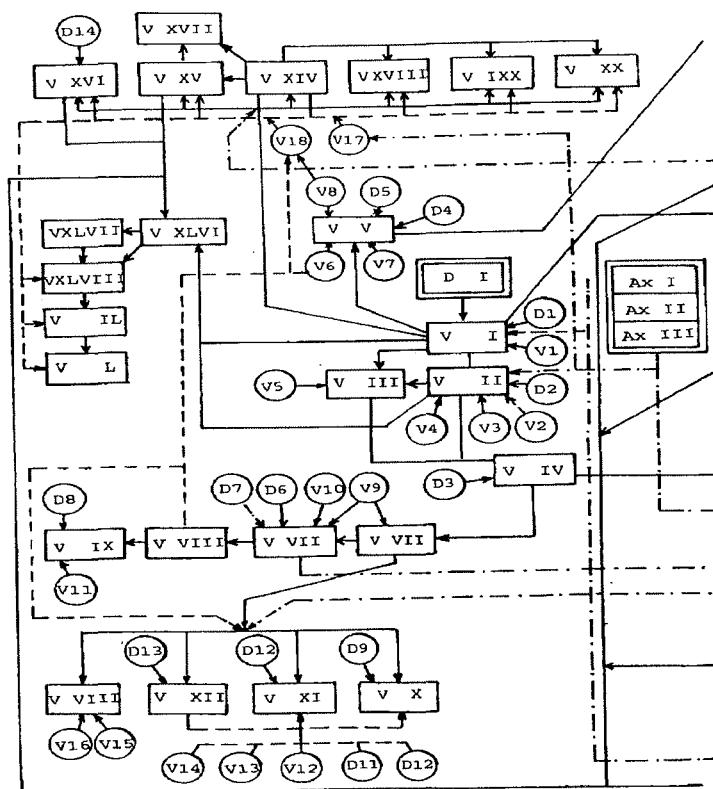 V XVII
D14
V XVI
V XV
V XIV
VXVIII
V IXX
V XX
V18
V17
V8
D5
D4
V V
V6
V7
VXLVII
V XLVI
VXLVIII
V IL
V L
D I
Ax I
Ax II
Ax III
D1
V I
V1
V5
V III
V II
D2
V4
V3
V2
D3
V IV
D8
D7
D6
V10
V9
V IX
V VIII
V VII
V VII
V11
D13
D12
D9
V VIII
V XII
V XI
V X
V16
V15
V14
V13
V12
D11
D12